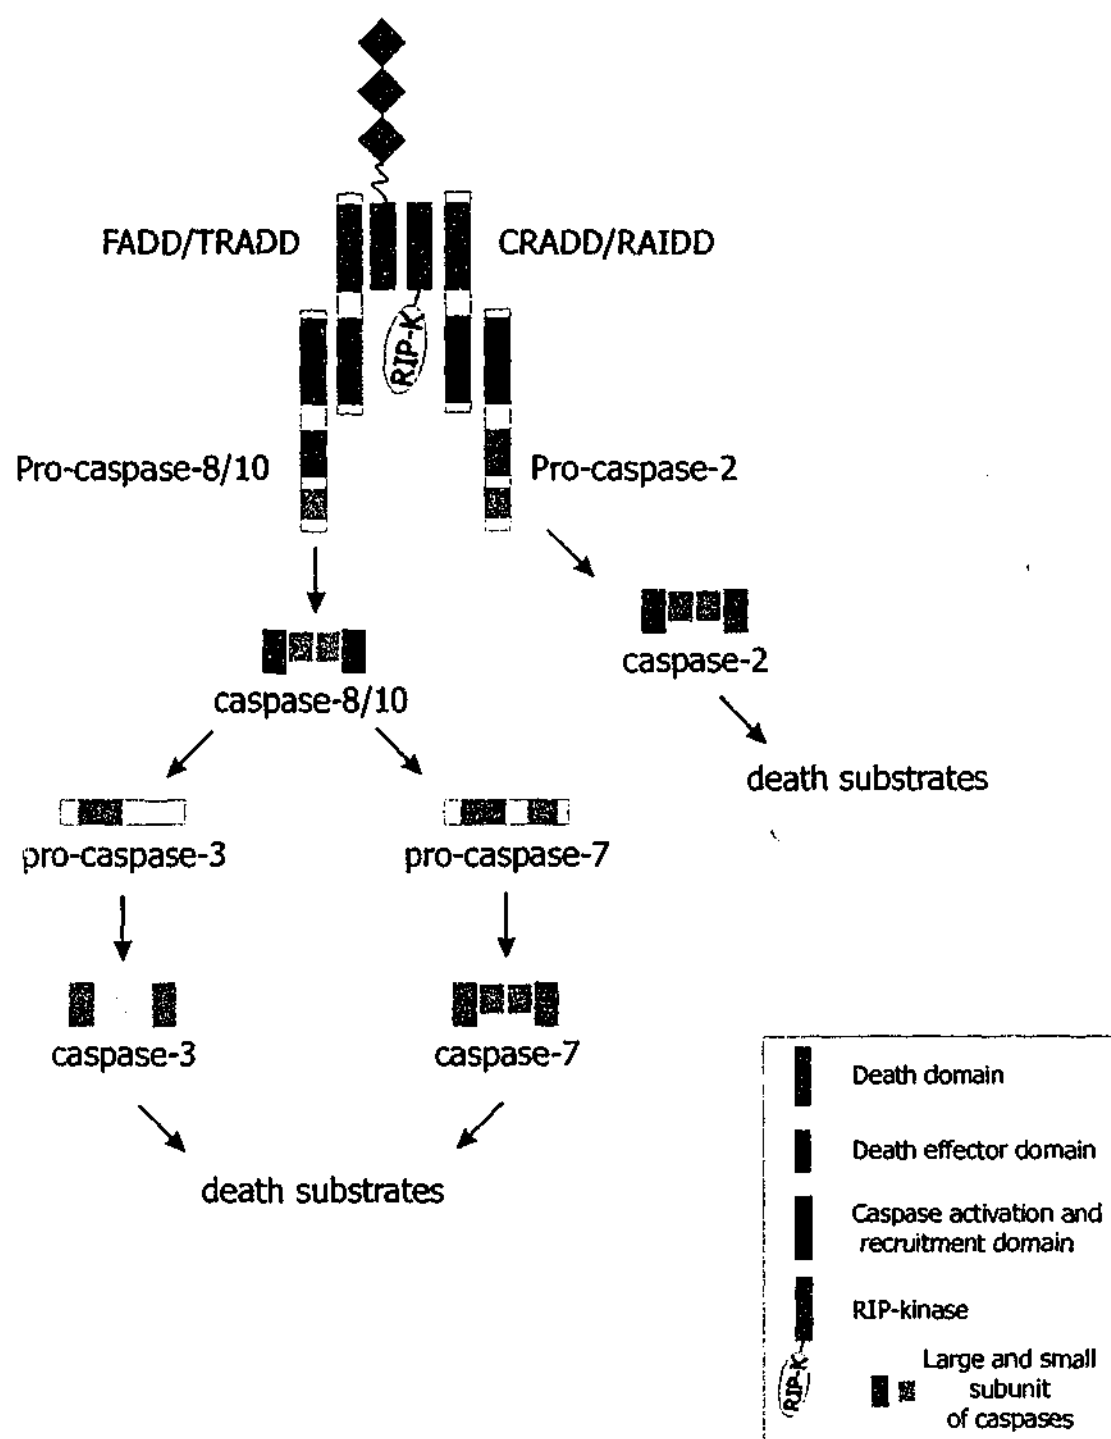 FADD/TRADD
CRADD/RAIDD
RIP-K
Pro-caspase-8/10
Pro-caspase-2
caspase-8/10
caspase-2
death substrates
pro-caspase-3
pro-caspase-7
caspase-3
caspase-7
death substrates
Death domain
Death effector domain
Caspase activation and
recruitment domain
RIP-kinase
RIP-K
Large and small
subunit
of caspases